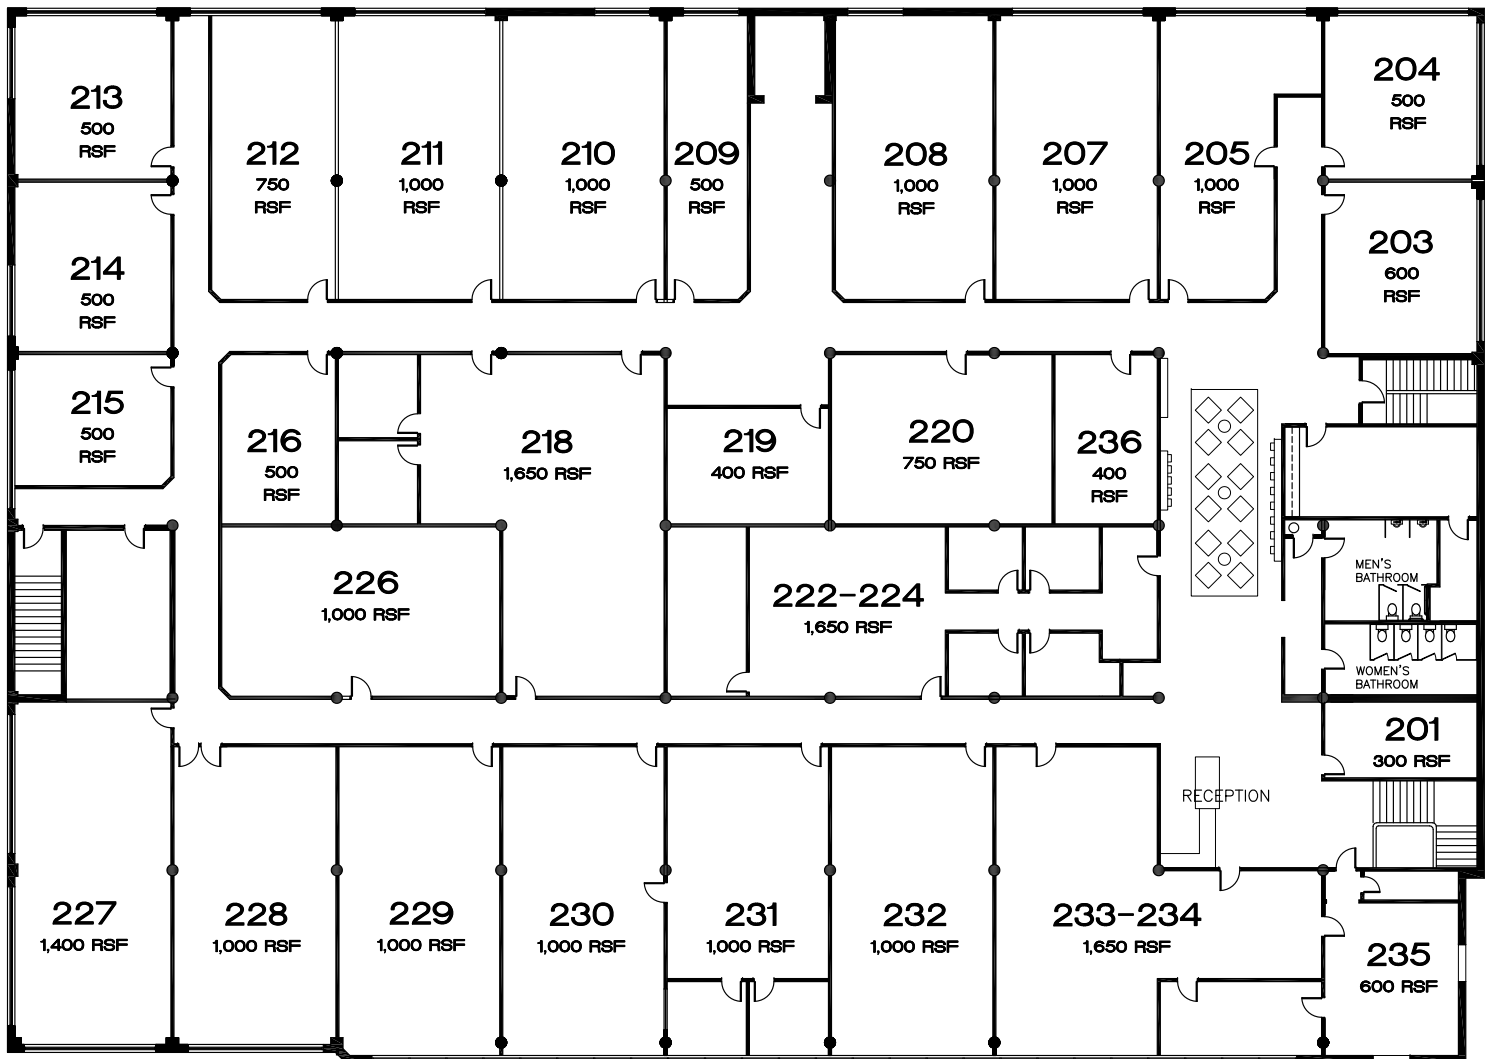 213
500
RSF
212
750
RSF
211
1,000
RSF
210
1,000
RSF
209
500
RSF
208
1,000
RSF
207
1,000
RSF
205
1,000
RSF
204
500
RSF
214
500
RSF
203
600
RSF
215
500
RSF
216
500
RSF
218
1,650 RSF
219
400 RSF
220
750 RSF
236
400
RSF
226
1,000 RSF
222-224
1,650 RSF
MEN'S
BATHROOM
WOMEN'S
BATHROOM
201
300 RSF
RECEPTION
227
1,400 RSF
228
1,000 RSF
229
1,000 RSF
230
1,000 RSF
231
1,000 RSF
232
1,000 RSF
233-234
1,650 RSF
235
600 RSF